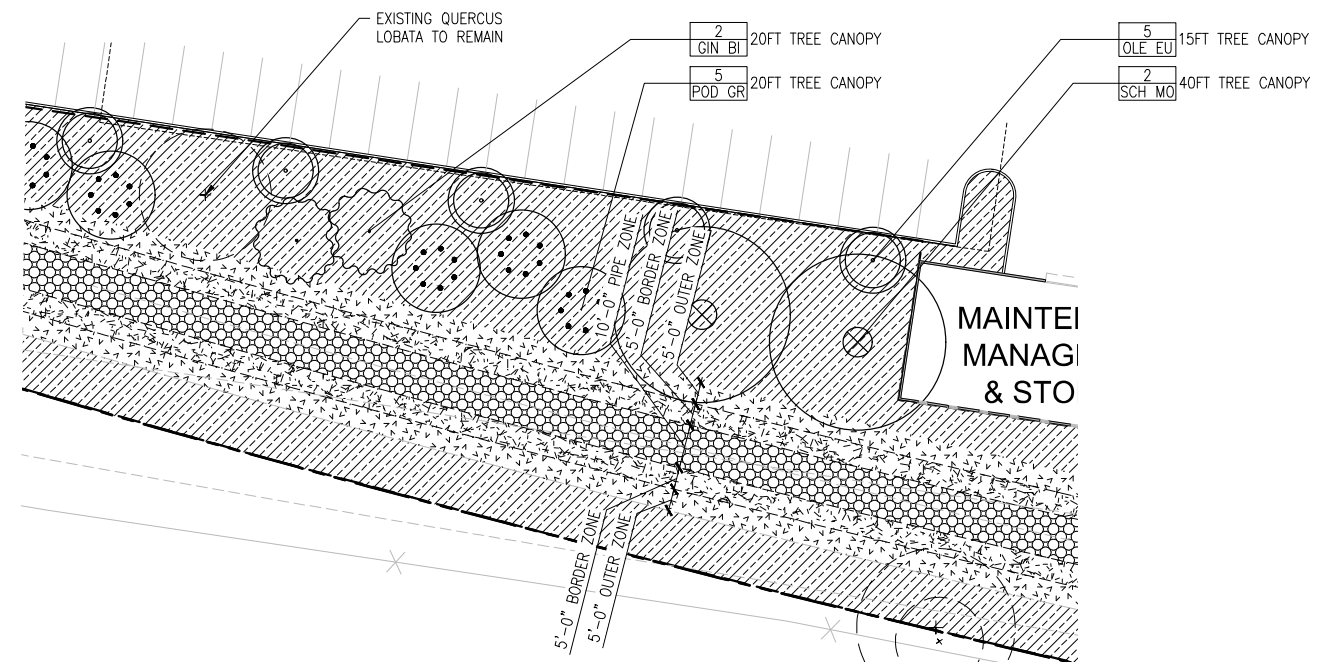 EXISTING QUERCUS
LOBATA TO REMAIN
2
GIN BI
20FT TREE CANOPY
5
POD GR
20FT TREE CANOPY
5
OLE EU
15FT TREE CANOPY
2
SCH MO
40FT TREE CANOPY
10'-0" PIPE ZONE
5'-0" BORDER ZONE
5'-0" OUTER ZONE
MAINTE
MANAG
& STO
5'-0" BORDER ZONE
5'-0" OUTER ZONE